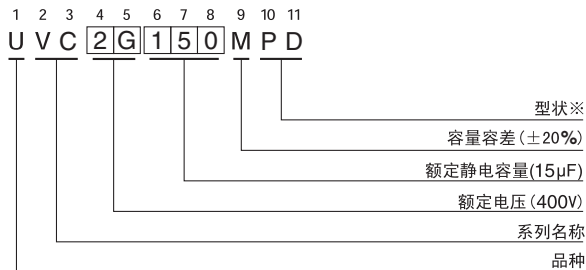 1 2 3 4 5 6 7 8 9 10 11
U V C 2 G 1 5 0 M P D
型状※
容量容差(±20%)
额定静电容量(15µF)
额定电压(400V)
系列名称
品种